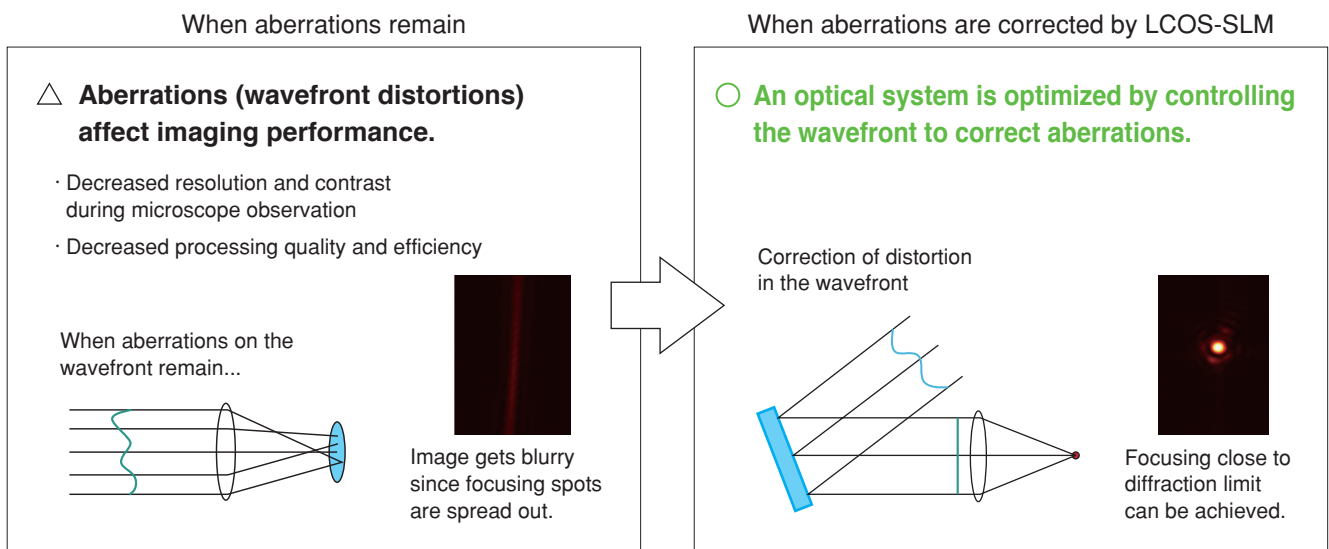 When aberrations remain
△ Aberrations (wavefront distortions)
affect imaging performance.
· Decreased resolution and contrast
during microscope observation
· Decreased processing quality and efficiency
When aberrations on the
wavefront remain...
Image gets blurry
since focusing spots
are spread out.
When aberrations are corrected by LCOS-SLM
○ An optical system is optimized by controlling
the wavefront to correct aberrations.
Correction of distortion
in the wavefront
Focusing close to
diffraction limit
can be achieved.